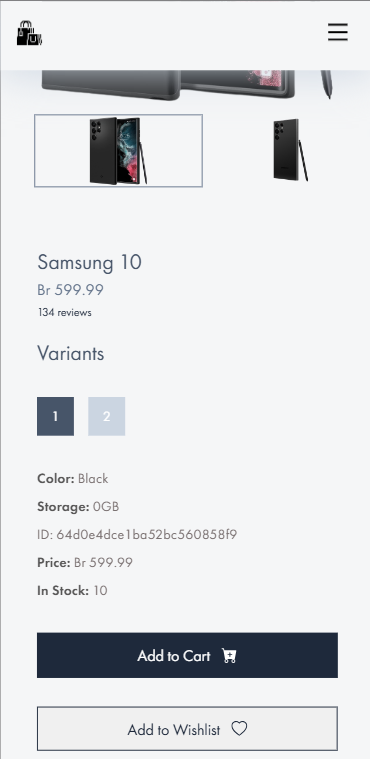 Samsung 10
Br 599.99
134 reviews
Variants
1 2
Color: Black
Storage: 0GB
ID: 64d0e4dce1ba52bc560858f9
Price: Br 599.99
In Stock: 10
Add to Cart
Add to Wishlist